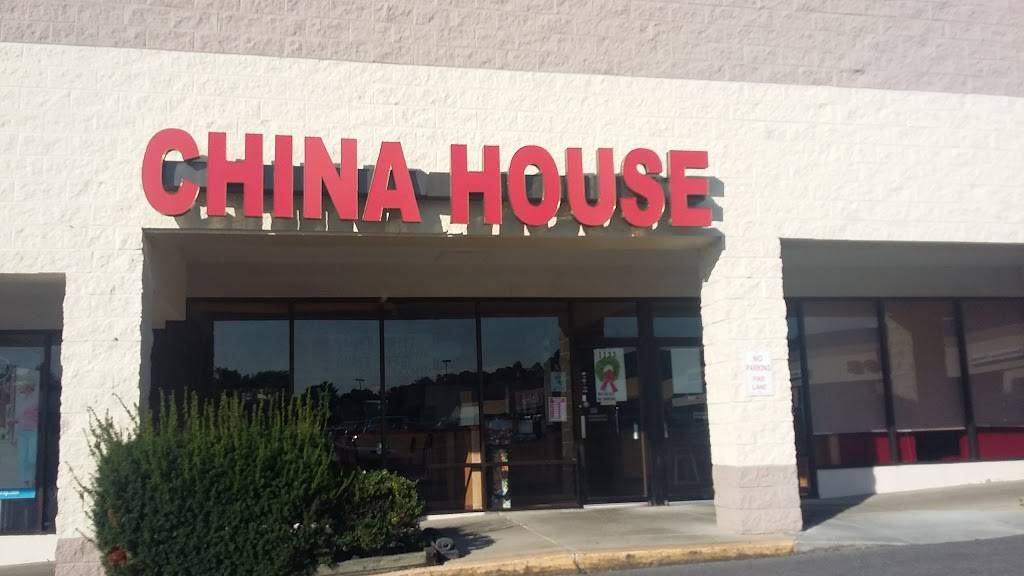 CHINA HOUSE
NO
PARKING
FIRE
LANE